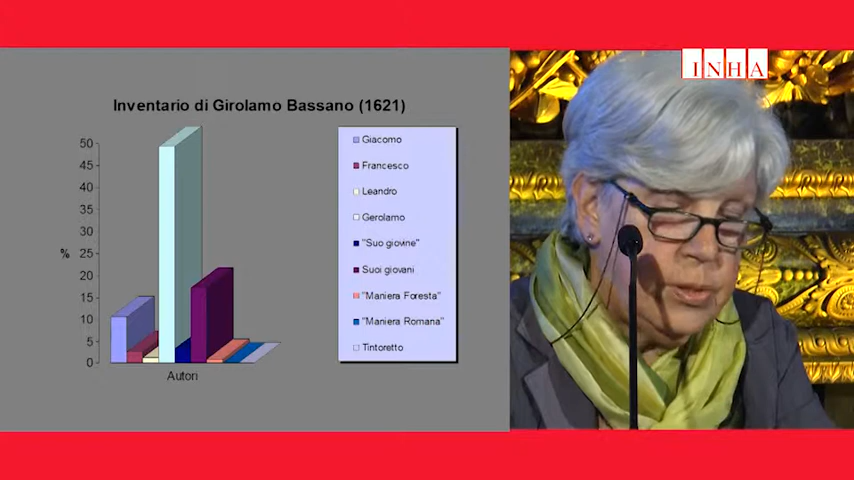 INHA
Inventario di Girolamo Bassano (1621)
50
45
40
35
30
25
20
15
10
5
0
%
Autori
Giacomo
Francesco
Leandro
Gerolamo
"Suo giovine"
Suoi giovani
"Maniera Foresta"
"Maniera Romana"
Tintoretto